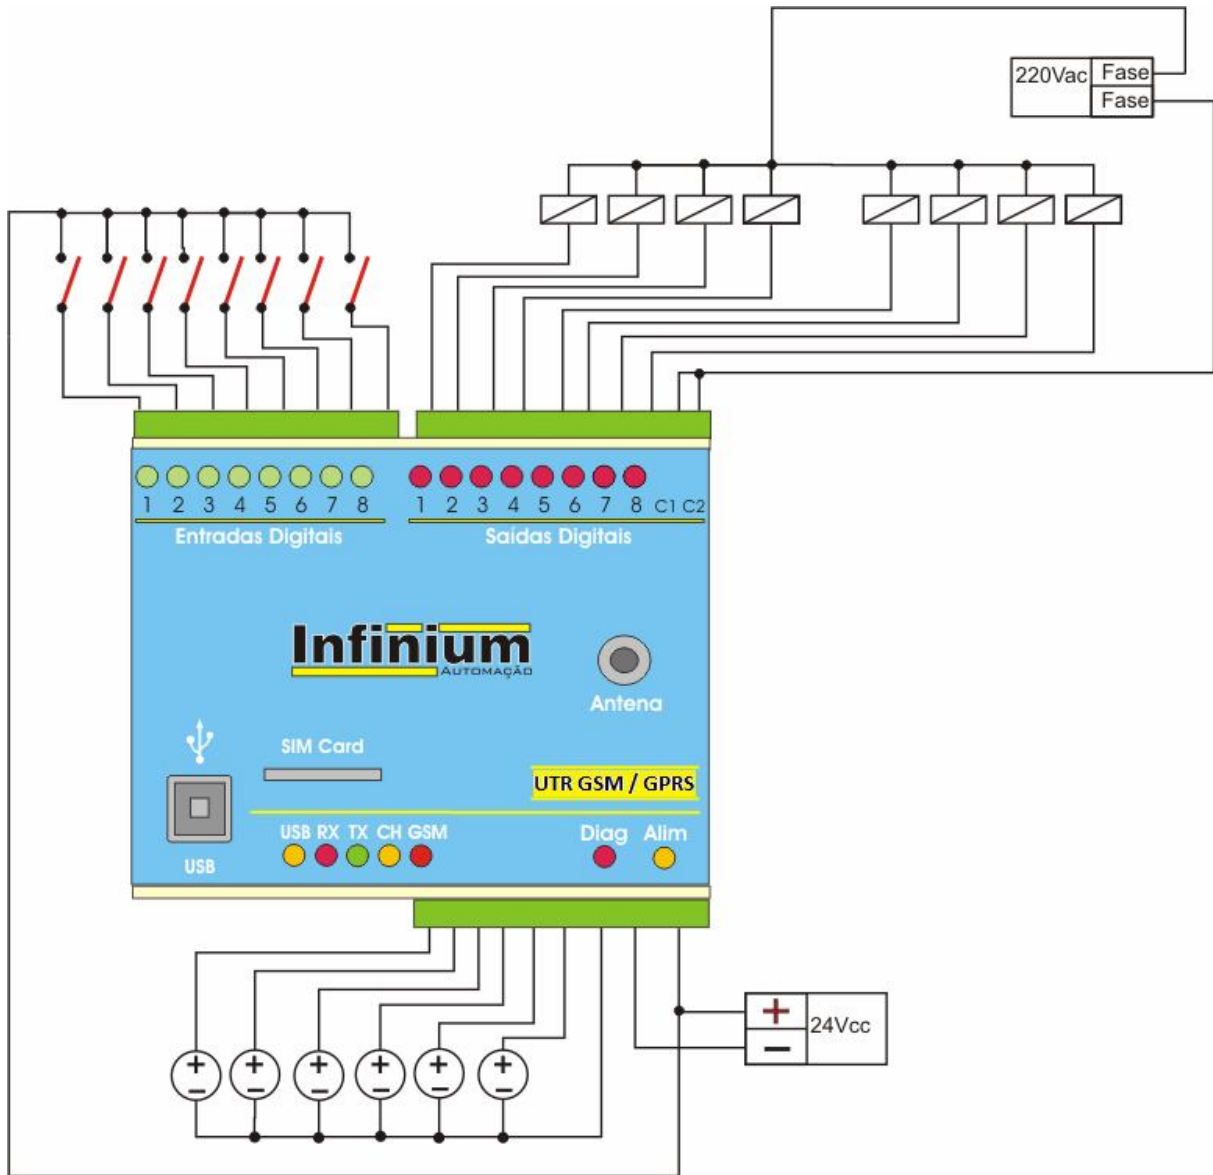 220Vac Fase
Fase
1 2 3 4 5 6 7 8
Entradas Digitais
1 2 3 4 5 6 7 8 C1 C2
Saídas Digitais
Infinium
AUTOMAÇÃO
Antena
SIM Card
UTR GSM / GPRS
USB RX TX CH GSM
Diag Alim
USB
+ 24Vcc
−
+ + + + + +
− − − − − −